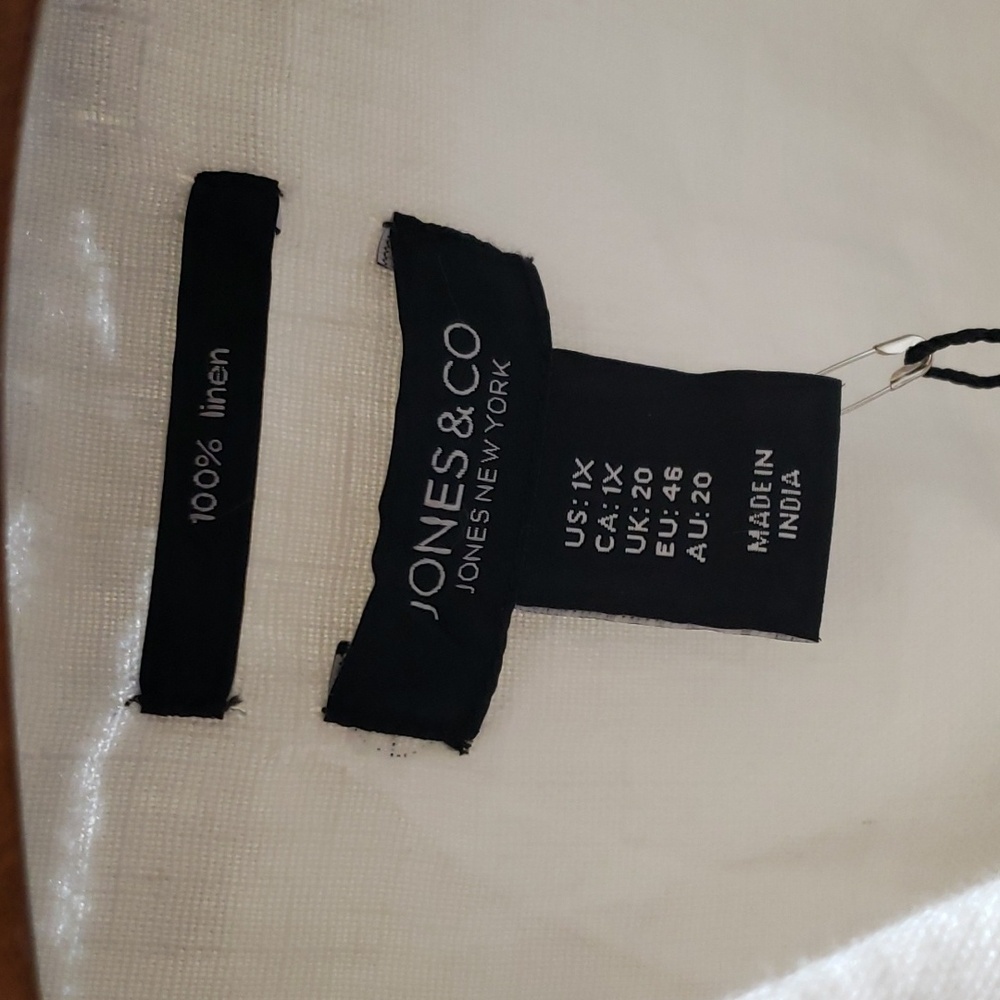 100% linen
JONES & CO
JONES NEW YORK
US: 1X
CA: 1X
UK: 20
EU: 46
AU: 20
MADE IN
INDIA